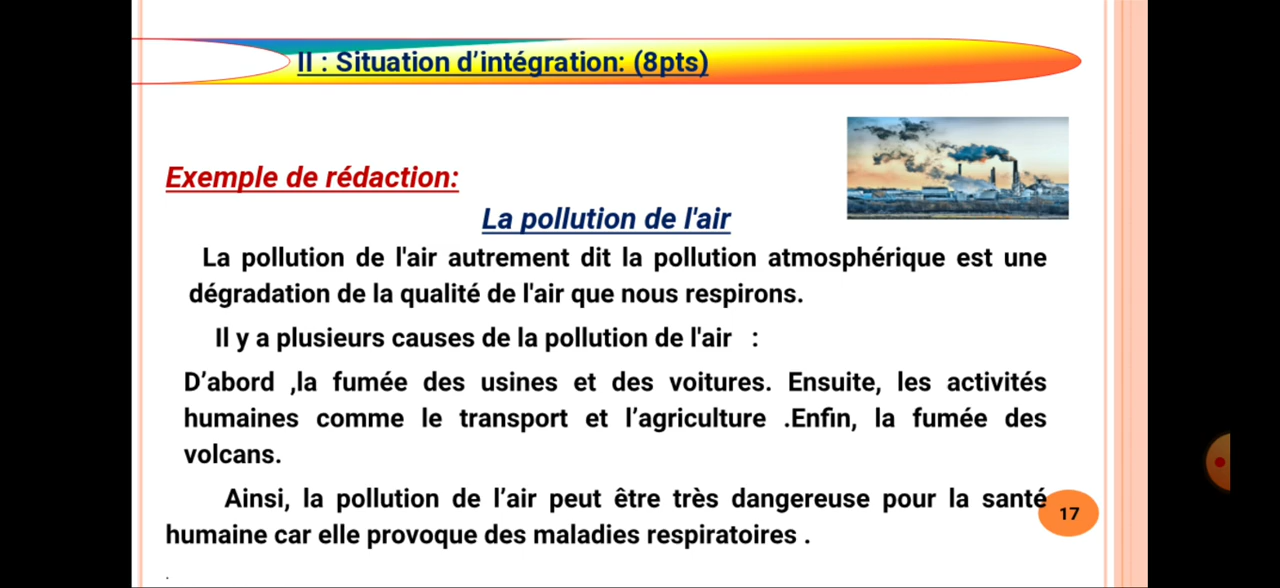 II : Situation d’intégration: (8pts)
Exemple de rédaction:
La pollution de l'air
La pollution de l'air autrement dit la pollution atmosphérique est une
dégradation de la qualité de l'air que nous respirons.
Il y a plusieurs causes de la pollution de l'air :
D’abord ,la fumée des usines et des voitures. Ensuite, les activités
humaines comme le transport et l’agriculture .Enfin, la fumée des
volcans.
Ainsi, la pollution de l’air peut être très dangereuse pour la santé
humaine car elle provoque des maladies respiratoires .
17
.